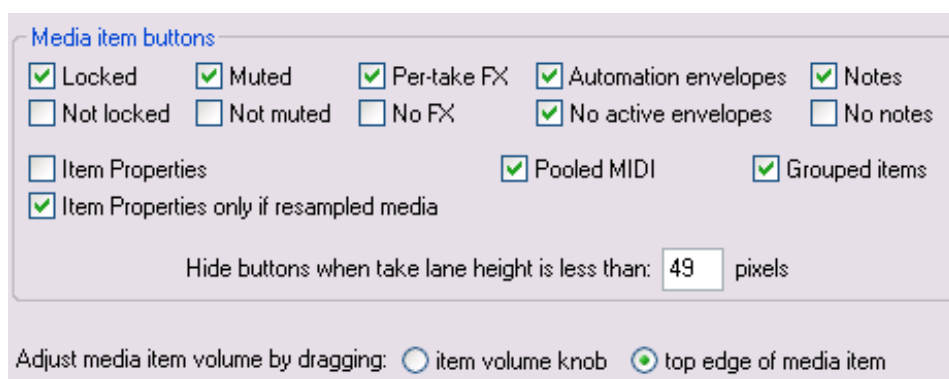 Media item buttons
Locked Muted Per-take FX Automation envelopes Notes
Not locked Not muted No FX No active envelopes No notes
Item Properties Pooled MIDI Grouped items
Item Properties only if resampled media
Hide buttons when take lane height is less than: 49 pixels
Adjust media item volume by dragging: item volume knob top edge of media item